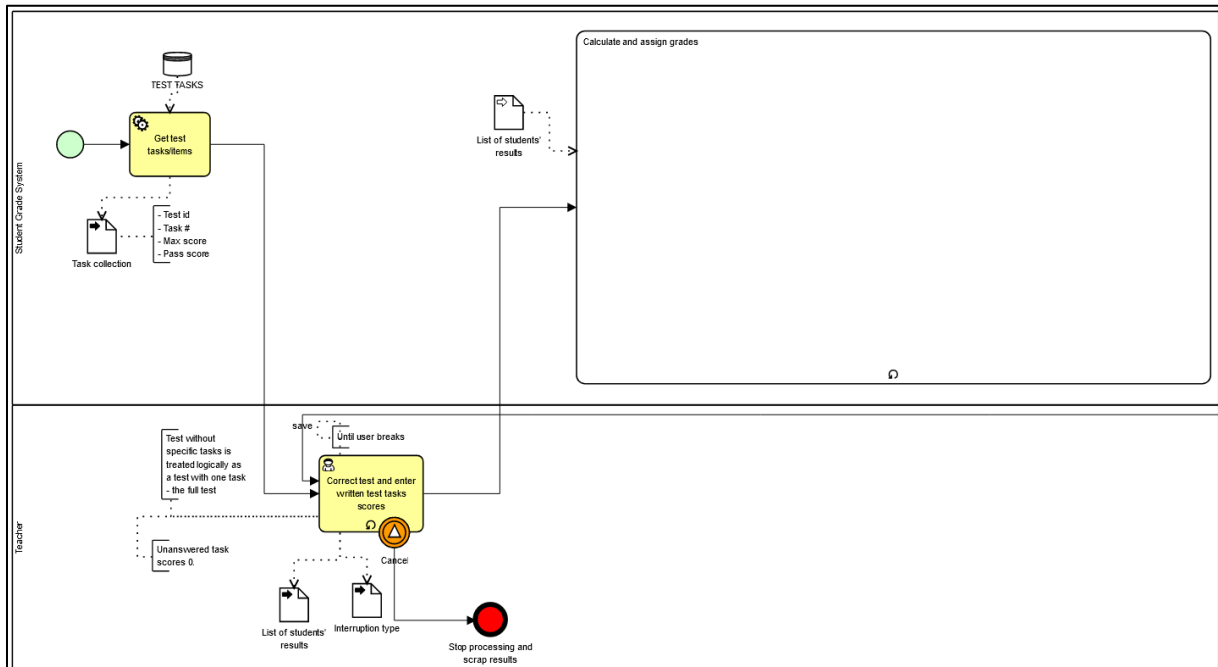 Calculate and assign grades
TEST TASKS
Get test
tasks/items
List of students'
results
Student Grade System
- Test id
- Task #
- Max score
- Pass score
Task collection
save
Until user breaks
Test without
specific tasks is
treated logically as
a test with one task
- the full test
Correct test and enter
written test tasks
scores
Teacher
Unanswered task
scores 0.
Cancel
List of students'
results
Interruption type
Stop processing and
scrap results